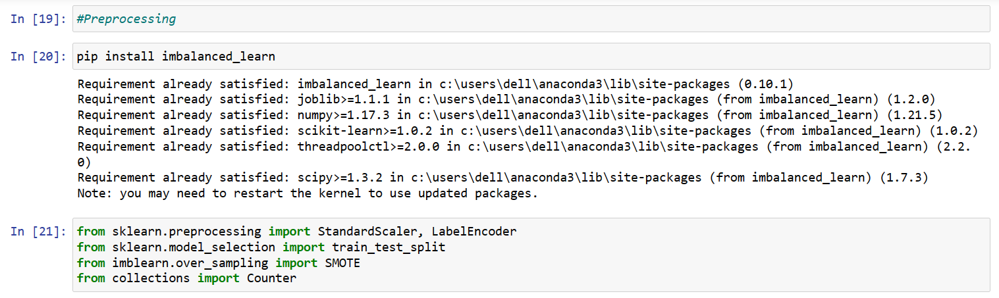 In [19]: #Preprocessing
In [20]: pip install imbalanced_learn
Requirement already satisfied: imbalanced_learn in c:\users\dell\anaconda3\lib\site-packages (0.10.1)
Requirement already satisfied: joblib>=1.1.1 in c:\users\dell\anaconda3\lib\site-packages (from imbalanced_learn) (1.2.0)
Requirement already satisfied: numpy>=1.17.3 in c:\users\dell\anaconda3\lib\site-packages (from imbalanced_learn) (1.21.5)
Requirement already satisfied: scikit-learn>=1.0.2 in c:\users\dell\anaconda3\lib\site-packages (from imbalanced_learn) (1.0.2)
Requirement already satisfied: threadpoolctl>=2.0.0 in c:\users\dell\anaconda3\lib\site-packages (from imbalanced_learn) (2.2.
0)
Requirement already satisfied: scipy>=1.3.2 in c:\users\dell\anaconda3\lib\site-packages (from imbalanced_learn) (1.7.3)
Note: you may need to restart the kernel to use updated packages.
In [21]: from sklearn.preprocessing import StandardScaler, LabelEncoder
from sklearn.model_selection import train_test_split
from imblearn.over_sampling import SMOTE
from collections import Counter